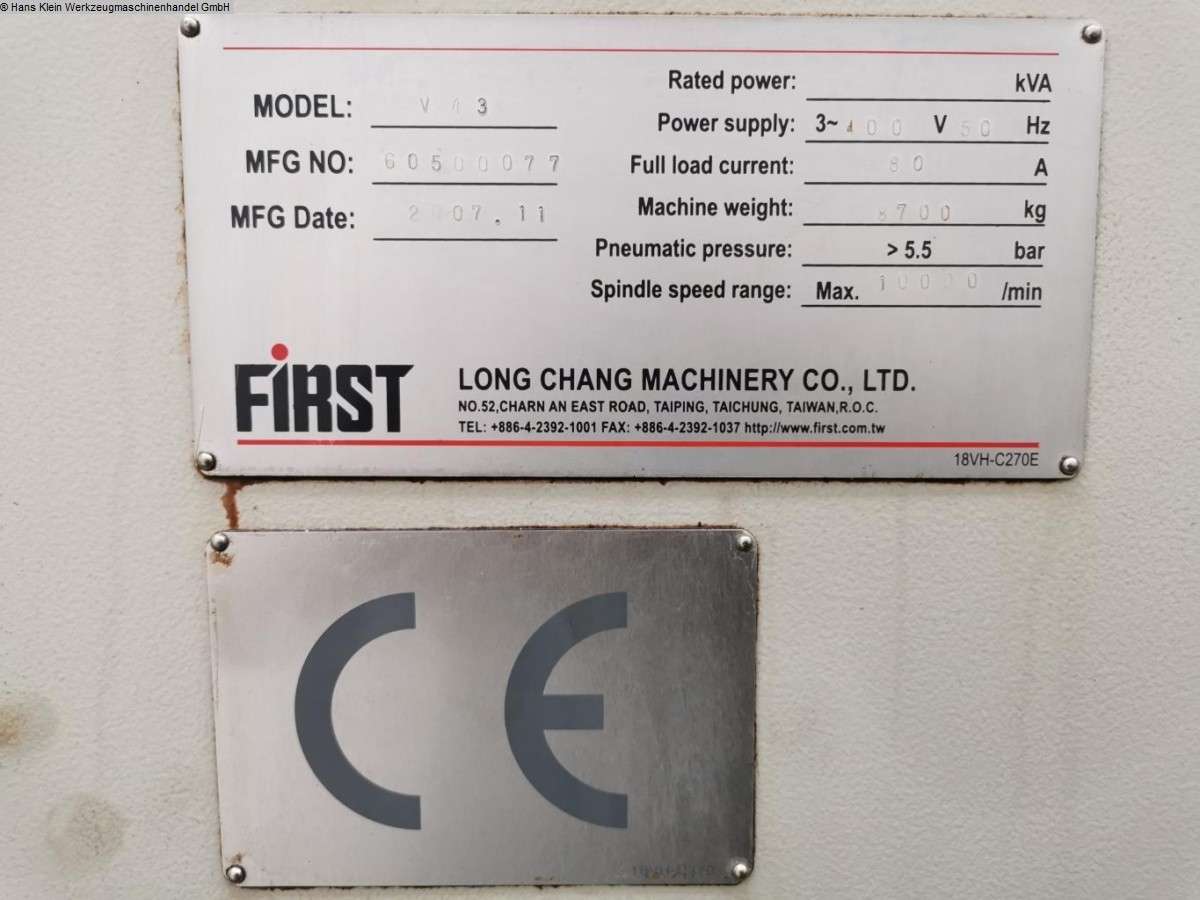 © Hans Klein Werkzeugmaschinenhandel GmbH
MODEL: V 43
MFG NO: 60500077
MFG Date: 2007.11
Rated power: kVA
Power supply: 3~ 400 V 50 Hz
Full load current: 80 A
Machine weight: 8700 kg
Pneumatic pressure: > 5.5 bar
Spindle speed range: Max. 10000 /min
FIRST
LONG CHANG MACHINERY CO., LTD.
NO.52,CHARN AN EAST ROAD, TAIPING, TAICHUNG, TAIWAN,R.O.C.
TEL: +886-4-2392-1001 FAX: +886-4-2392-1037 http://www.first.com.tw
18VH-C270E
CE